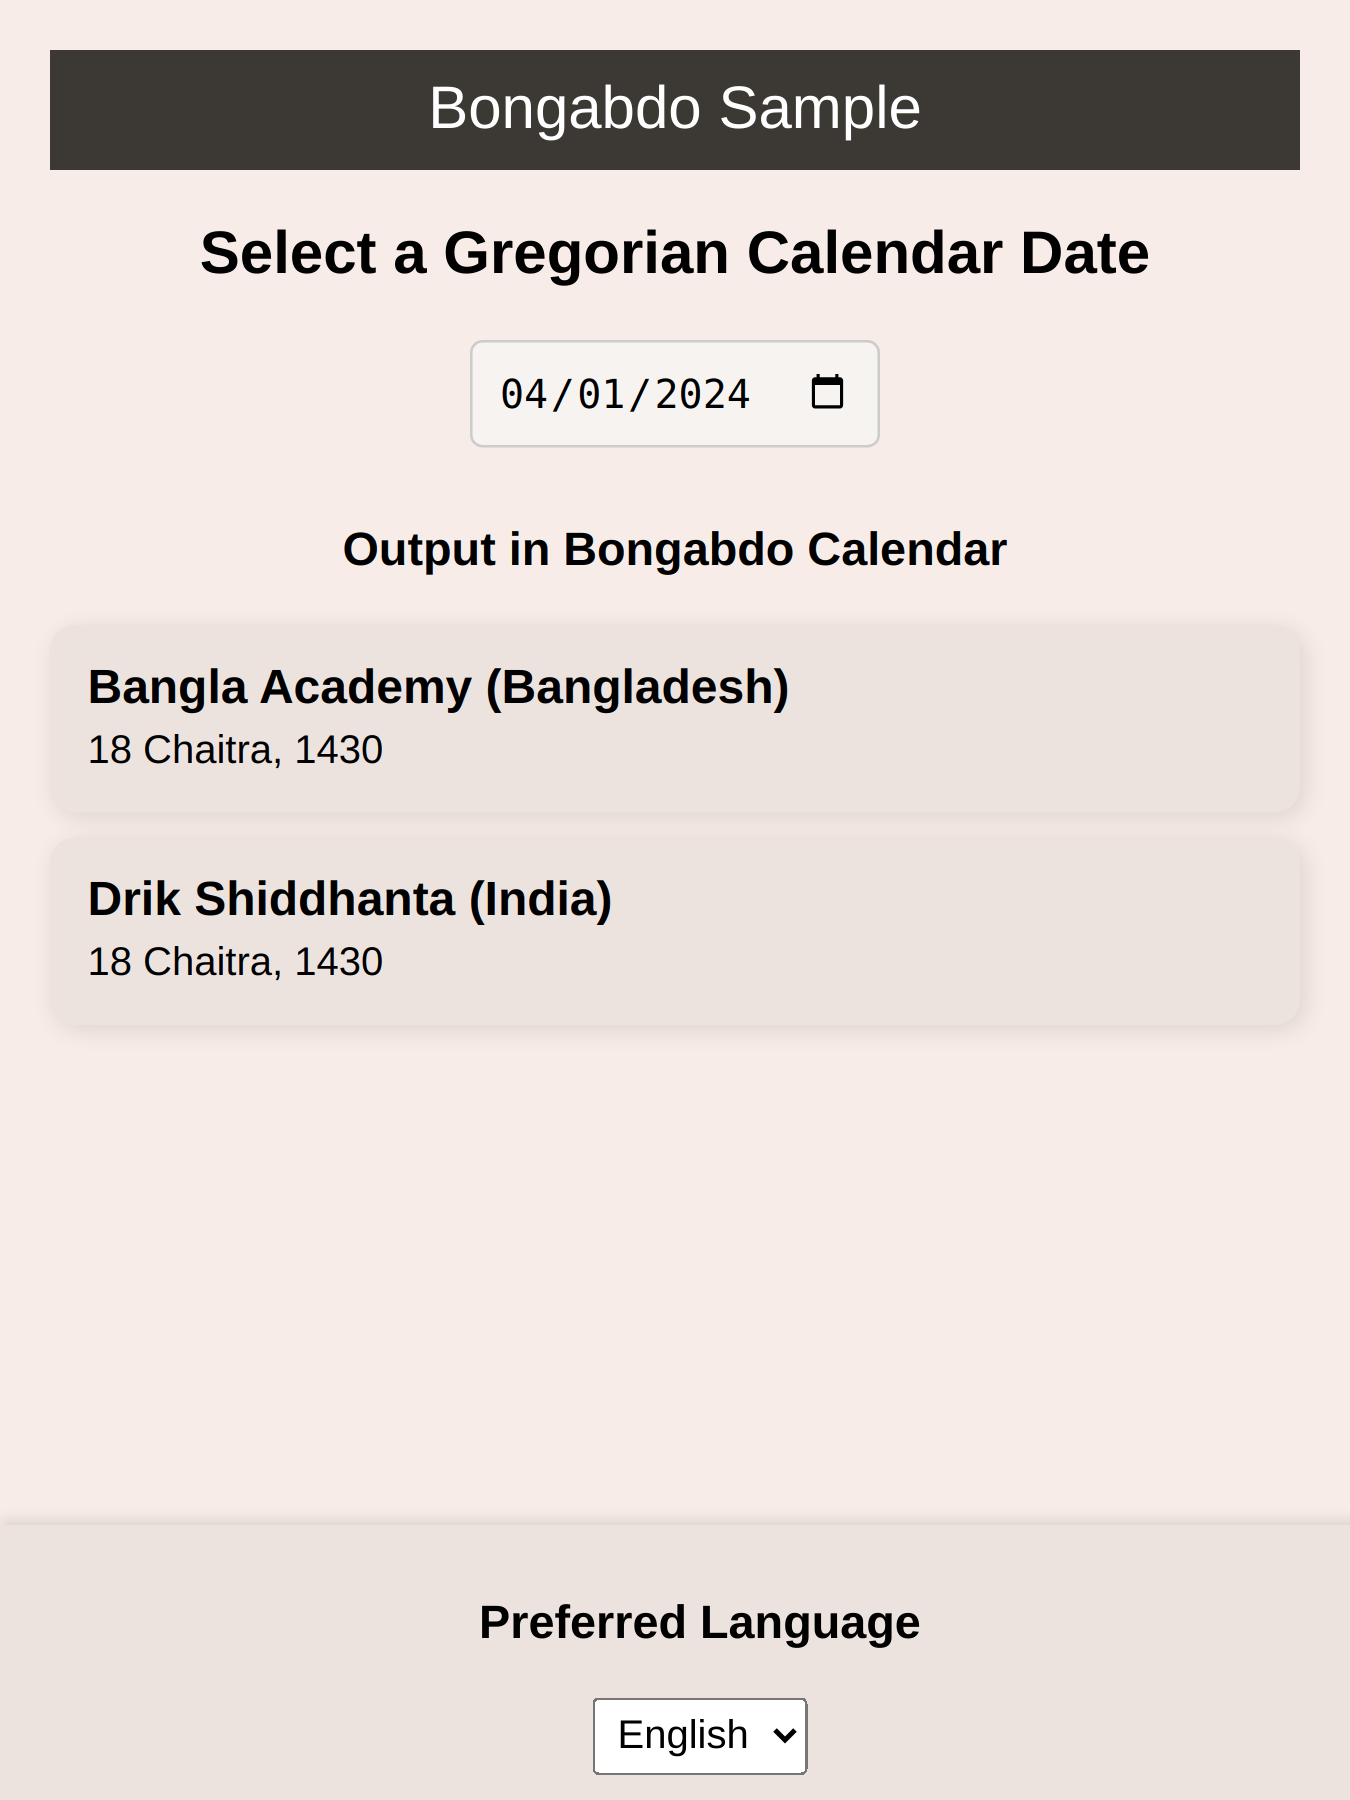 Bongabdo Sample
Select a Gregorian Calendar Date
04/01/2024
Output in Bongabdo Calendar
Bangla Academy (Bangladesh)
18 Chaitra, 1430
Drik Shiddhanta (India)
18 Chaitra, 1430
Preferred Language
English